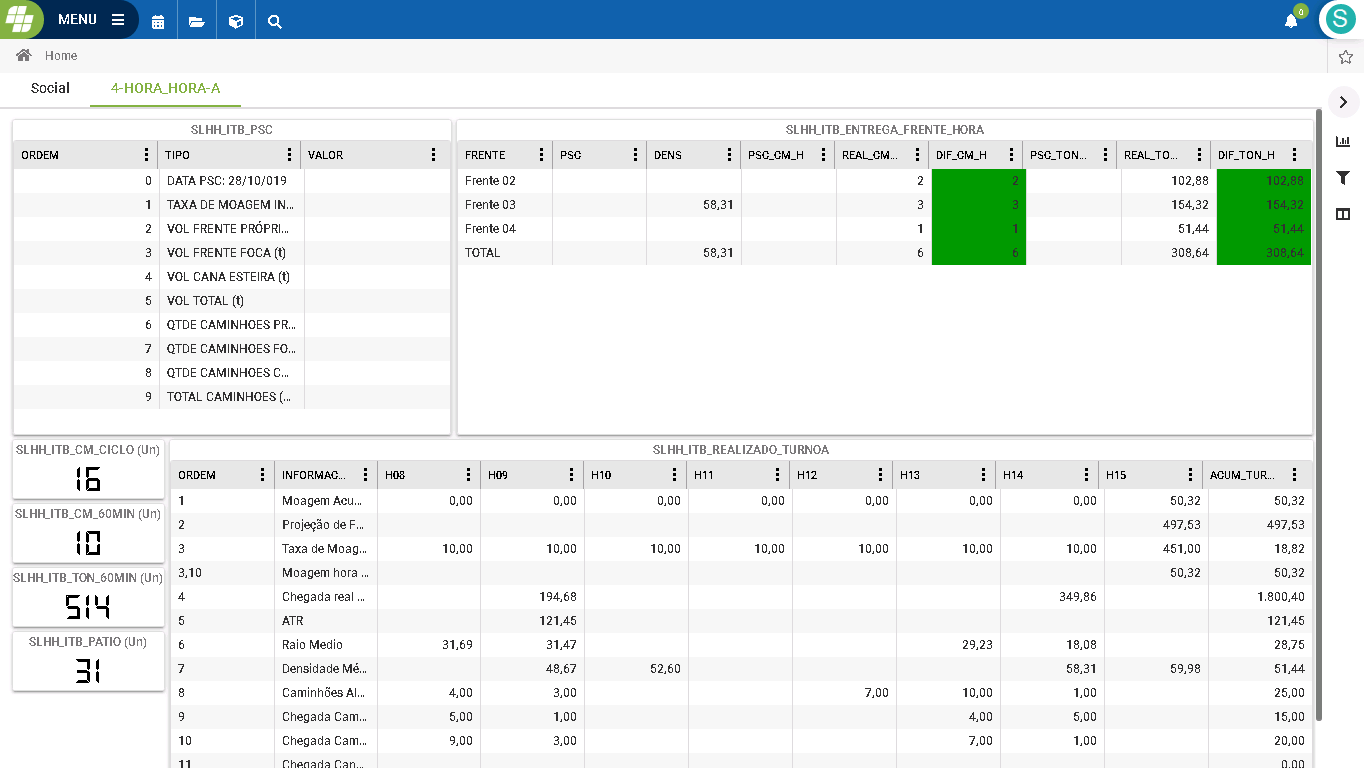 MENU
0
S
Home
Social 4-HORA_HORA-A
SLHH_ITB_PSC
ORDEM TIPO VALOR
0 DATA PSC: 28/10/019
1 TAXA DE MOAGEM IN...
2 VOL FRENTE PRÓPRI...
3 VOL FRENTE FOCA (t)
4 VOL CANA ESTEIRA (t)
5 VOL TOTAL (t)
6 QTDE CAMINHOES PR...
7 QTDE CAMINHOES FO...
8 QTDE CAMINHOES C...
9 TOTAL CAMINHOES (...
SLHH_ITB_ENTREGA_FRENTE_HORA
FRENTE PSC DENS PSC_CM_H REAL_CM... DIF_CM_H PSC_TON... REAL_TO... DIF_TON_H
Frente 02 2 2 102,88 102,88
Frente 03 58,31 3 3 154,32 154,32
Frente 04 1 1 51,44 51,44
TOTAL 58,31 6 6 308,64 308,64
SLHH_ITB_CM_CICLO (Un)
16
SLHH_ITB_CM_60MIN (Un)
10
SLHH_ITB_TON_60MIN (Un)
514
SLHH_ITB_PATIO (Un)
31
SLHH_ITB_REALIZADO_TURNOA
ORDEM INFORMAC... H08 H09 H10 H11 H12 H13 H14 H15 ACUM_TUR...
1 Moagem Acu... 0,00 0,00 0,00 0,00 0,00 0,00 0,00 50,32 50,32
2 Projeção de F... 497,53 497,53
3 Taxa de Moag... 10,00 10,00 10,00 10,00 10,00 10,00 10,00 451,00 18,82
3,10 Moagem hora ... 50,32 50,32
4 Chegada real ... 194,68 349,86 1.800,40
5 ATR 121,45 121,45
6 Raio Medio 31,69 31,47 29,23 18,08 28,75
7 Densidade Mé... 48,67 52,60 58,31 59,98 51,44
8 Caminhões Al... 4,00 3,00 7,00 10,00 1,00 25,00
9 Chegada Cam... 5,00 1,00 4,00 5,00 15,00
10 Chegada Cam... 9,00 3,00 7,00 1,00 20,00
11 Chegada Can... 0,00